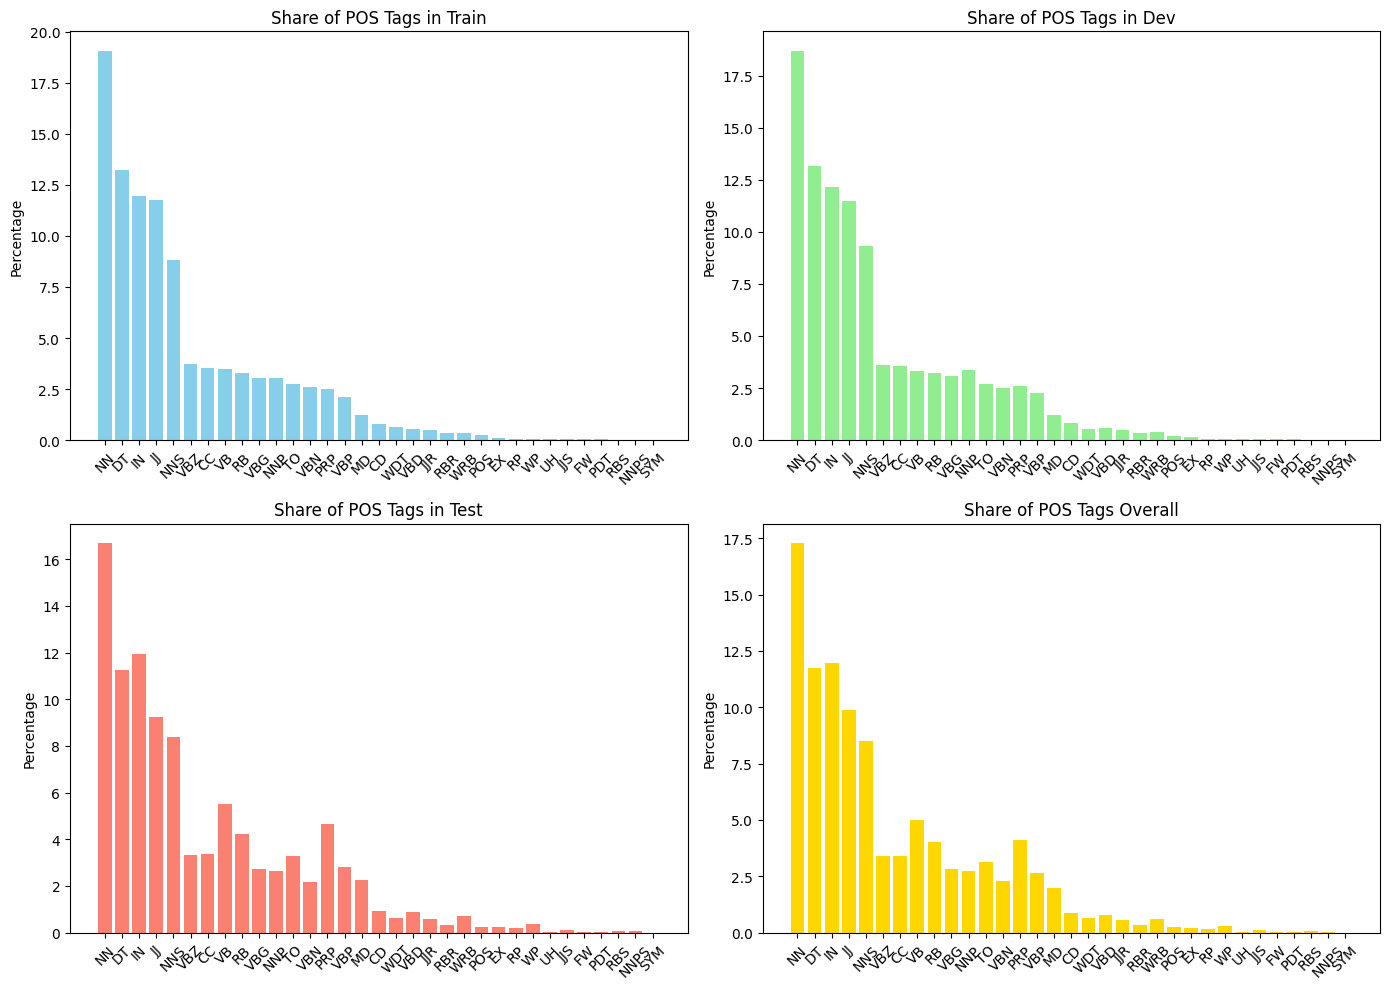 Share of POS Tags in Train
Percentage
20.0
17.5
15.0
12.5
10.0
7.5
5.0
2.5
0.0
NN DT IN JJ NNS VBZ CC VB RB VBG NNP TO VBN PRP VBP MD CD WDT VBD JJR RBR WRB POS EX RP WP UH JJS FW PDT RBS NNPS SYM
Share of POS Tags in Dev
Percentage
17.5
15.0
12.5
10.0
7.5
5.0
2.5
0.0
NN DT IN JJ NNS VBZ CC VB RB VBG NNP TO VBN PRP VBP MD CD WDT VBD JJR RBR WRB POS EX RP WP UH JJS FW PDT RBS NNPS SYM
Share of POS Tags in Test
Percentage
16
14
12
10
8
6
4
2
0
NN DT IN JJ NNS VBZ CC VB RB VBG NNP TO VBN PRP VBP MD CD WDT VBD JJR RBR WRB POS EX RP WP UH JJS FW PDT RBS NNPS SYM
Share of POS Tags Overall
Percentage
17.5
15.0
12.5
10.0
7.5
5.0
2.5
0.0
NN DT IN JJ NNS VBZ CC VB RB VBG NNP TO VBN PRP VBP MD CD WDT VBD JJR RBR WRB POS EX RP WP UH JJS FW PDT RBS NNPS SYM